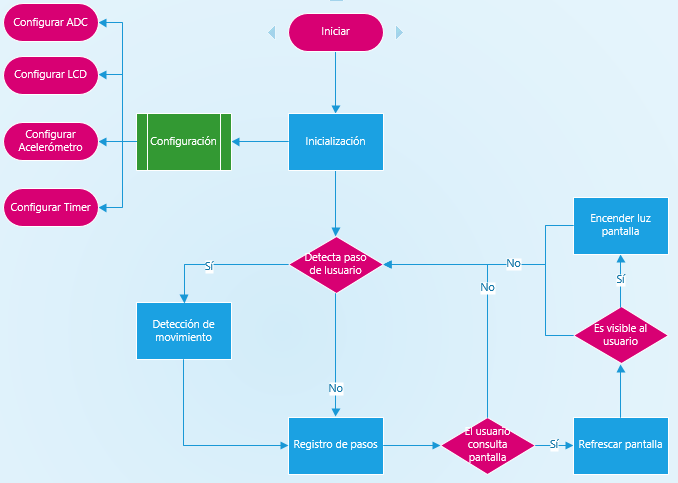 Configurar ADC
Iniciar
Configurar LCD
Configurar
Acelerómetro
Configuración
Inicialización
Configurar Timer
Encender luz
pantalla
Detecta paso
de lusuario
Sí
No
No
Sí
Detección de
movimiento
Es visible al
usuario
No
Registro de pasos
El usuario
consulta
pantalla
Sí
Refrescar pantalla